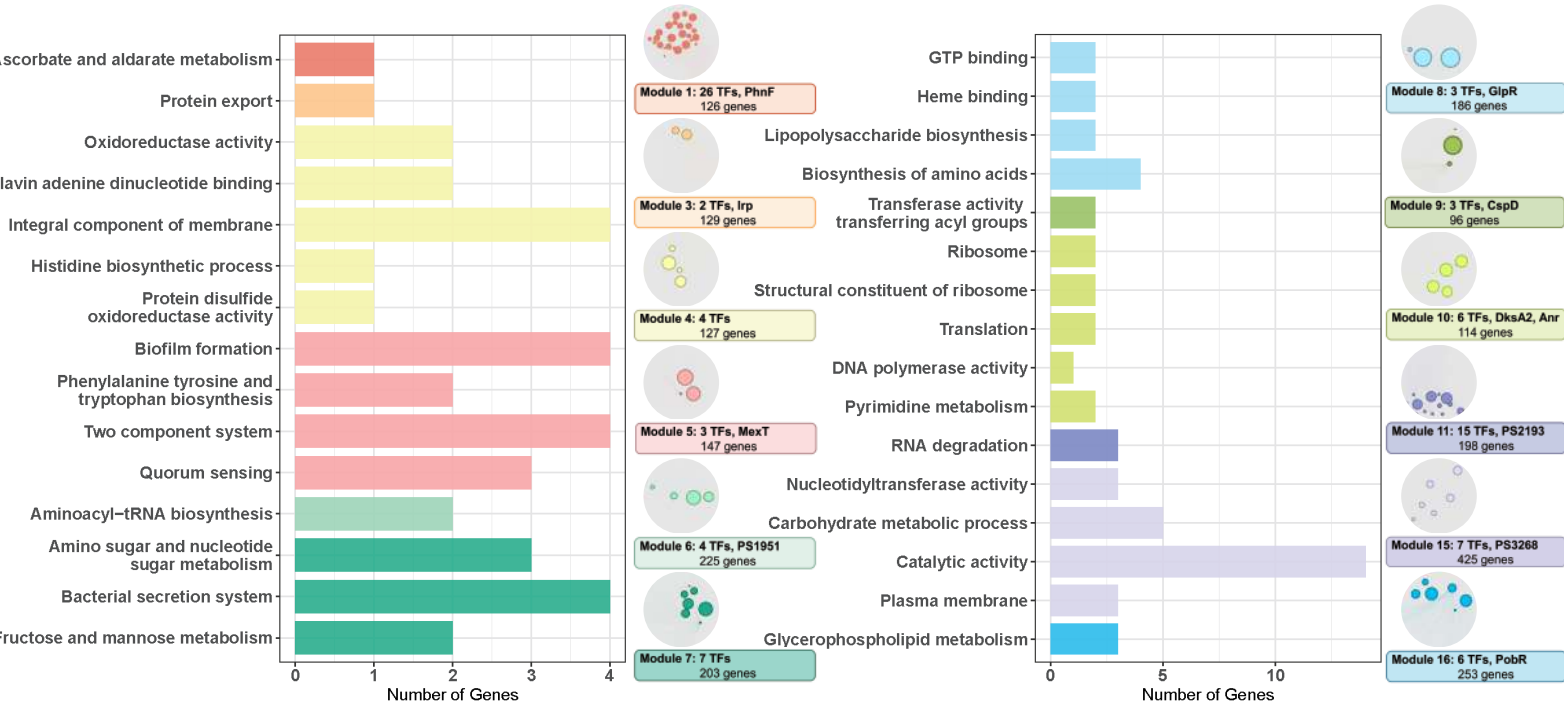 scorbate and aldarate metabolism
Protein export
Oxidoreductase activity
lavin adenine dinucleotide binding
Integral component of membrane
Histidine biosynthetic process
Protein disulfide
oxidoreductase activity
Biofilm formation
Phenylalanine tyrosine and
tryptophan biosynthesis
Two component system
Quorum sensing
Aminoacyl−tRNA biosynthesis
Amino sugar and nucleotide
sugar metabolism
Bacterial secretion system
Fructose and mannose metabolism
0 1 2 3 4
Number of Genes
Module 1: 26 TFs, PhnF
126 genes
Module 3: 2 TFs, lrp
129 genes
Module 4: 4 TFs
127 genes
Module 5: 3 TFs, MexT
147 genes
Module 6: 4 TFs, PS1951
225 genes
Module 7: 7 TFs
203 genes
GTP binding
Heme binding
Lipopolysaccharide biosynthesis
Biosynthesis of amino acids
Transferase activity
transferring acyl groups
Ribosome
Structural constituent of ribosome
Translation
DNA polymerase activity
Pyrimidine metabolism
RNA degradation
Nucleotidyltransferase activity
Carbohydrate metabolic process
Catalytic activity
Plasma membrane
Glycerophospholipid metabolism
0 5 10
Number of Genes
Module 8: 3 TFs, GlpR
186 genes
Module 9: 3 TFs, CspD
96 genes
Module 10: 6 TFs, DksA2, Anr
114 genes
Module 11: 15 TFs, PS2193
198 genes
Module 15: 7 TFs, PS3268
425 genes
Module 16: 6 TFs, PobR
253 genes